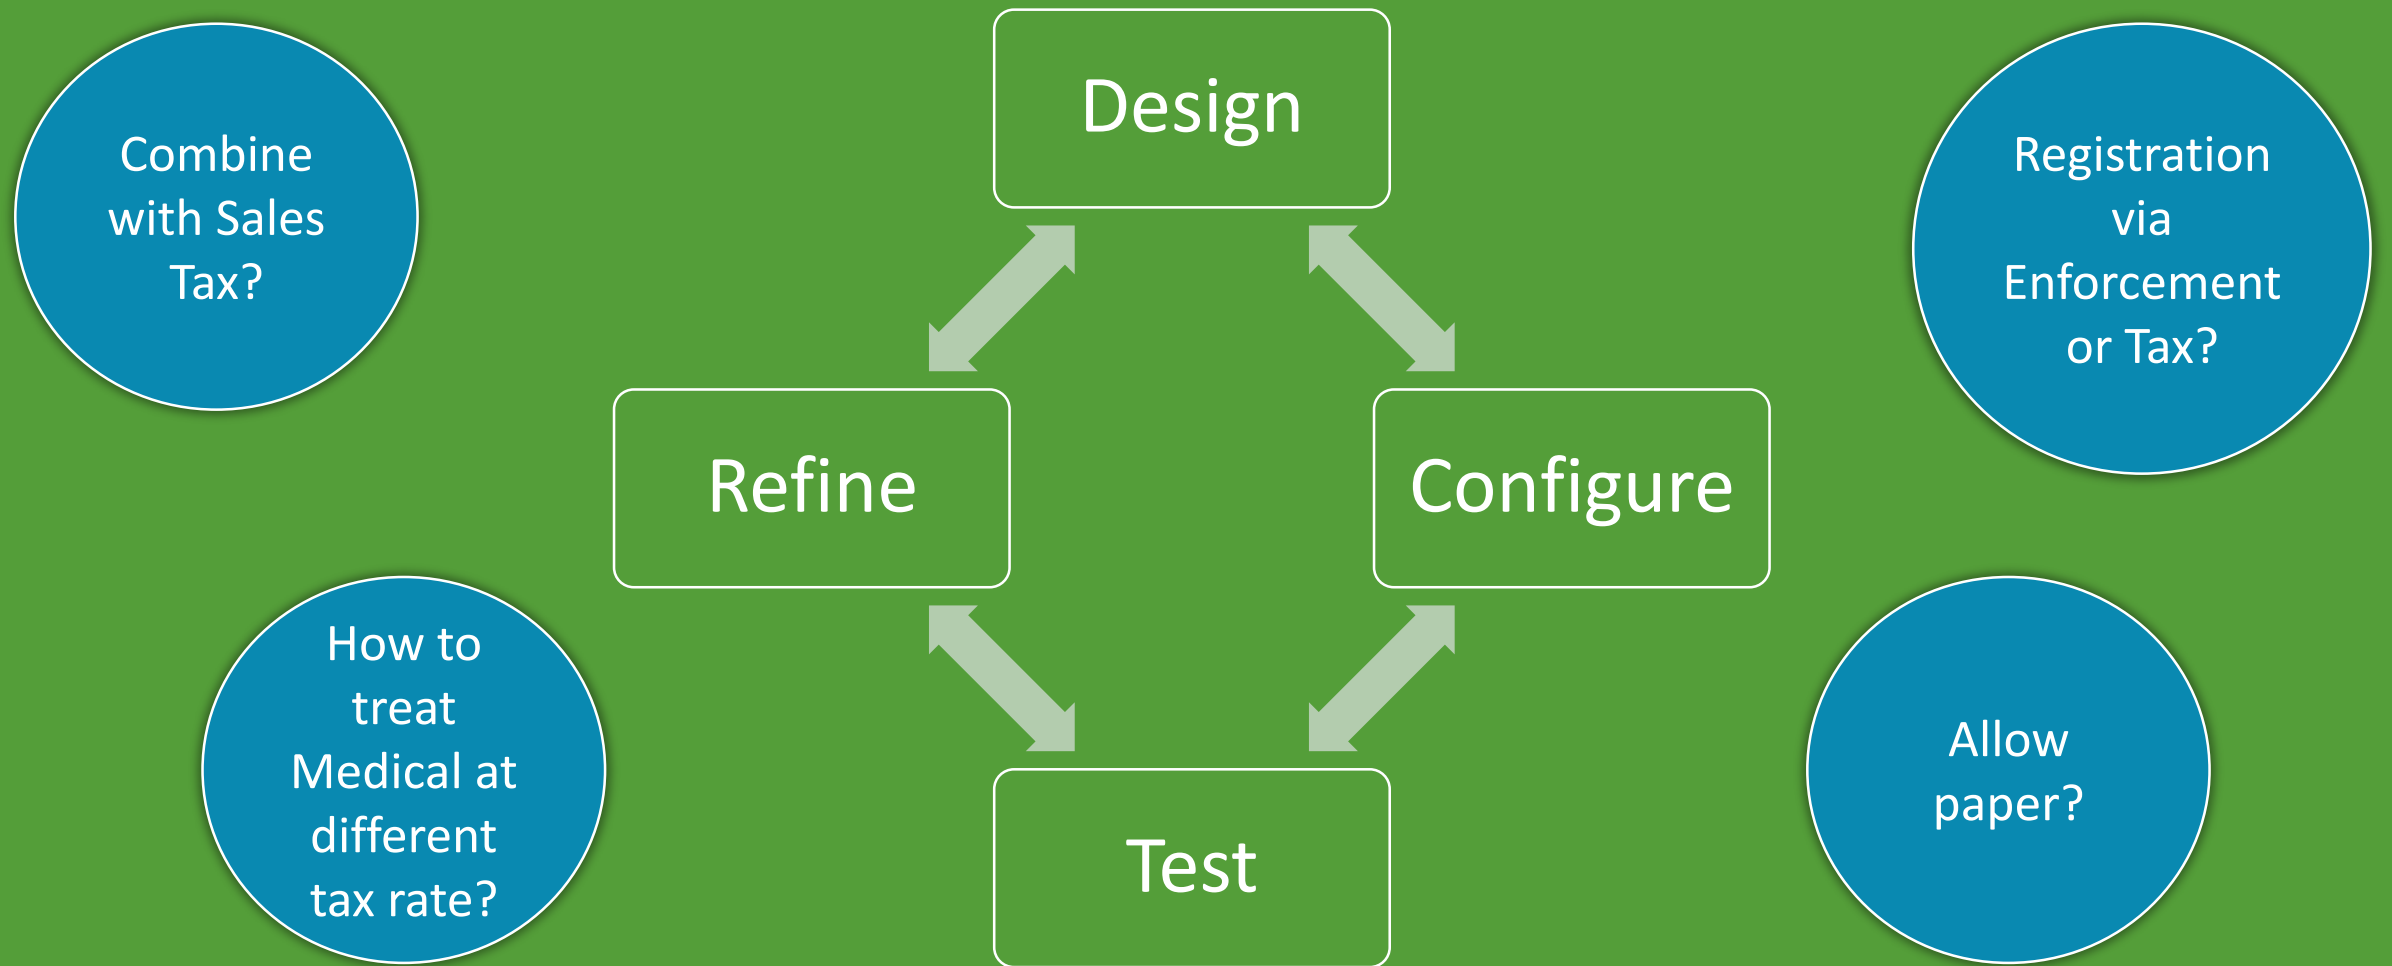 Combine
with Sales
Tax?
Design
Registration
via
Enforcement
or Tax?
Refine
Configure
How to
treat
Medical at
different
tax rate?
Test
Allow
paper?